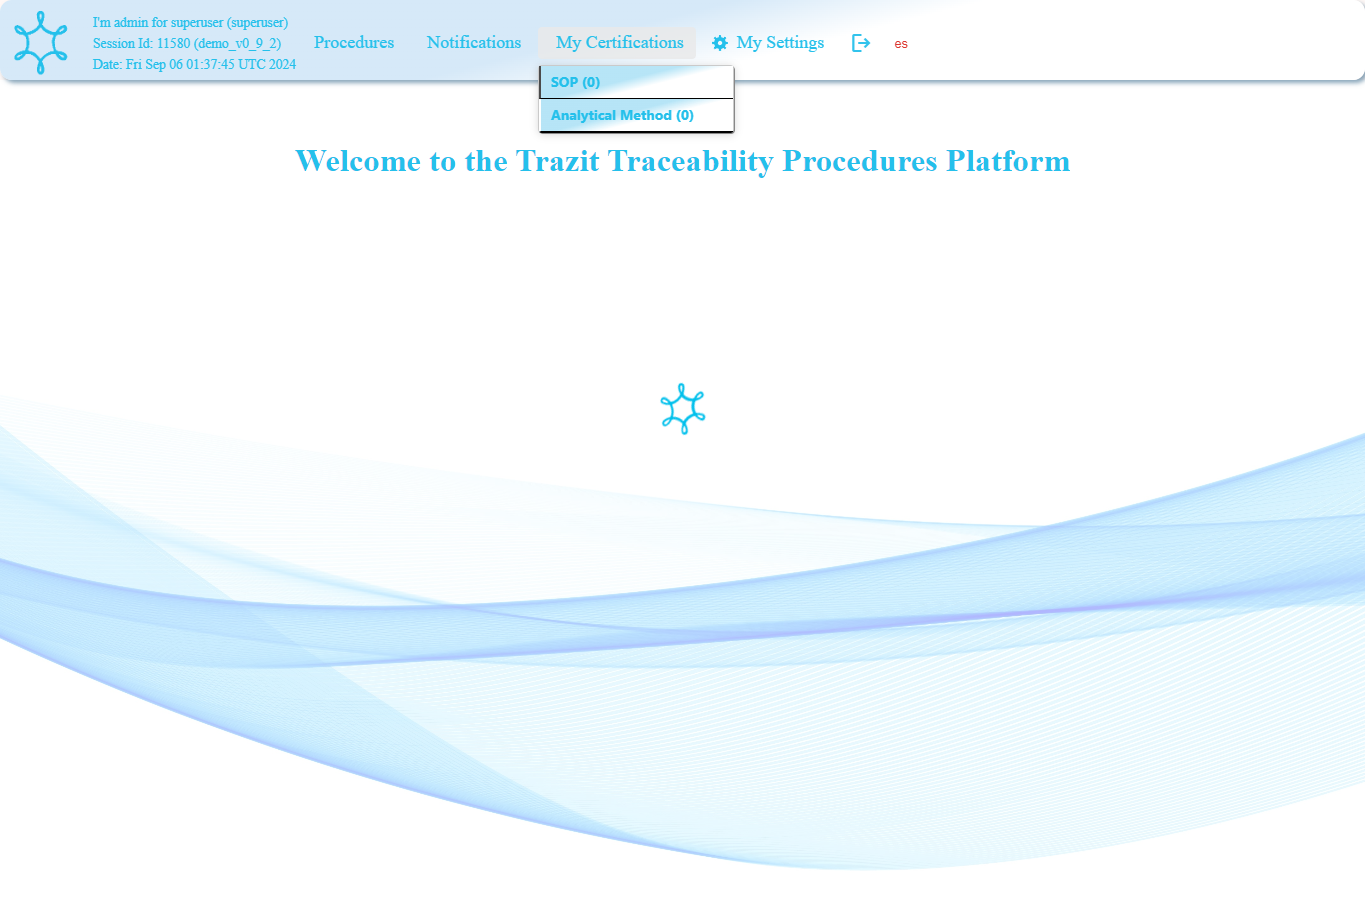 I'm admin for superuser (superuser)
Session Id: 11580 (demo_v0_9_2)
Date: Fri Sep 06 01:37:45 UTC 2024
Procedures
Notifications
My Certifications
My Settings
es
SOP (0)
Analytical Method (0)
Welcome to the Trazit Traceability Procedures Platform